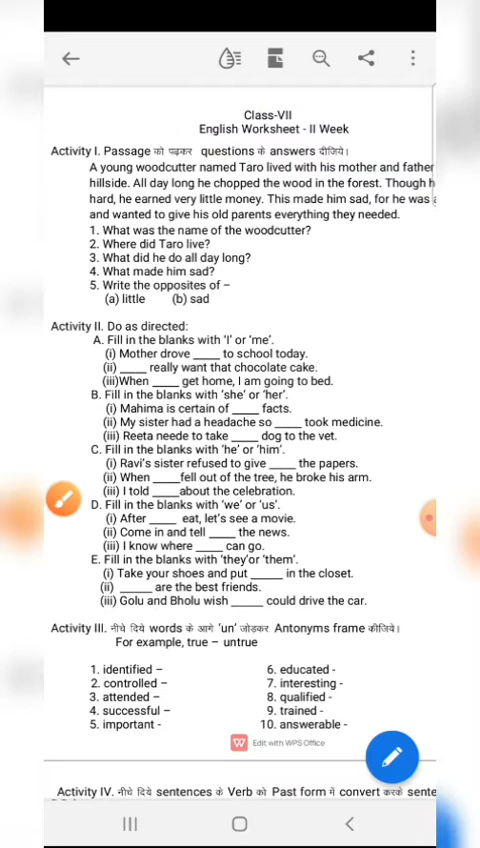 Class-VII
English Worksheet - II Week
Activity I. Passage को पढ़कर questions के answers दीजिये।
A young woodcutter named Taro lived with his mother and father
hillside. All day long he chopped the wood in the forest. Though h
hard, he earned very little money. This made him sad, for he was a
and wanted to give his old parents everything they needed.
1. What was the name of the woodcutter?
2. Where did Taro live?
3. What did he do all day long?
4. What made him sad?
5. Write the opposites of –
(a) little (b) sad
Activity II. Do as directed:
A. Fill in the blanks with 'I' or 'me'.
(i) Mother drove ____ to school today.
(ii) ____ really want that chocolate cake.
(iii)When ____ get home, I am going to bed.
B. Fill in the blanks with 'she' or 'her'.
(i) Mahima is certain of ____ facts.
(ii) My sister had a headache so ____ took medicine.
(iii) Reeta neede to take ____ dog to the vet.
C. Fill in the blanks with 'he' or 'him'.
(i) Ravi's sister refused to give ____ the papers.
(ii) When ____fell out of the tree, he broke his arm.
(iii) I told ____about the celebration.
D. Fill in the blanks with 'we' or 'us'.
(i) After ____ eat, let's see a movie.
(ii) Come in and tell ____ the news.
(iii) I know where ____ can go.
E. Fill in the blanks with 'they'or 'them'.
(i) Take your shoes and put _____ in the closet.
(ii) _____ are the best friends.
(iii) Golu and Bholu wish _____ could drive the car.
Activity III. नीचे दिये words के आगे 'un' जोड़कर Antonyms frame कीजिये।
For example, true – untrue
1. identified – 6. educated -
2. controlled – 7. interesting -
3. attended – 8. qualified -
4. successful – 9. trained -
5. important - 10. answerable -
W Edit with WPS Office
Activity IV. नीचे दिये sentences के Verb को Past form में convert करके sente